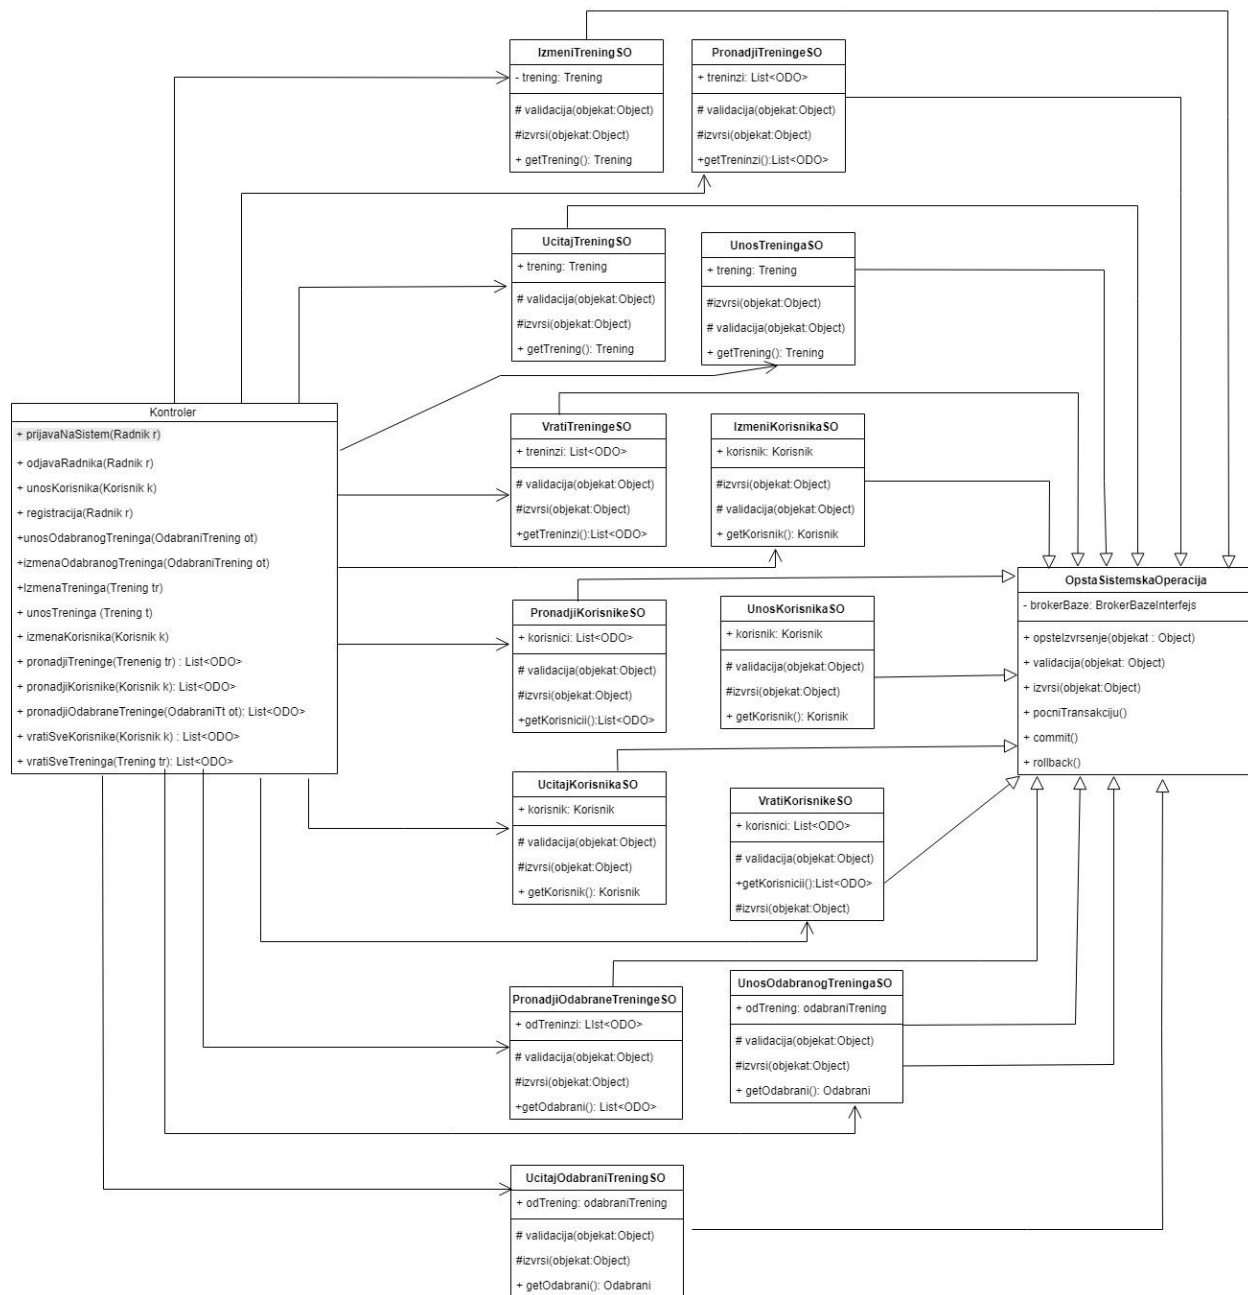 IzmeniTreningSO
- trening: Trening
# validacija(objekat:Object)
#izvrsi(objekat:Object)
+ getTrening(): Trening
PronadjiTreningeSO
+ treninzi: List<ODO>
# validacija(objekat:Object)
#izvrsi(objekat:Object)
+getTreninzi():List<ODO>
UcitajTreningSO
+ trening: Trening
# validacija(objekat:Object)
#izvrsi(objekat:Object)
+ getTrening(): Trening
UnosTreningaSO
+ trening: Trening
#izvrsi(objekat:Object)
# validacija(objekat:Object)
+ getTrening(): Trening
Kontroler
+ prijavaNaSistem(Radnik r)
+ odjavaRadnika(Radnik r)
+ unosKorisnika(Korisnik k)
+ registracija(Radnik r)
+unosOdabranogTreninga(OdabraniTrening ot)
+izmenaOdabranogTreninga(OdabraniTrening ot)
+IzmenaTreninga(Trening tr)
+ unosTreninga (Trening t)
+ izmenaKorisnika(Korisnik k)
+ pronadjiTreninge(Trenenig tr) : List<ODO>
+ pronadjiKorisnike(Korisnik k): List<ODO>
+ pronadjiOdabraneTreninge(OdabraniTt ot): List<ODO>
+ vratiSveKorisnike(Korisnik k) : List<ODO>
+ vratiSveTreninga(Trening tr): List<ODO>
VratiTreningeSO
+ treninzi: List<ODO>
# validacija(objekat:Object)
#izvrsi(objekat:Object)
+getTreninzi():List<ODO>
IzmeniKorisnikaSO
+ korisnik: Korisnik
#izvrsi(objekat:Object)
# validacija(objekat:Object)
+ getKorisnik(): Korisnik
PronadjiKorisnikeSO
+ korisnici: List<ODO>
# validacija(objekat:Object)
#izvrsi(objekat:Object)
+getKorisnicii():List<ODO>
UnosKorisnikaSO
+ korisnik: Korisnik
# validacija(objekat:Object)
#izvrsi(objekat:Object)
+ getKorisnik(): Korisnik
OpstaSistemskaOperacija
- brokerBaze: BrokerBazeInterfejs
+ opsteIzvrsenje(objekat : Object)
+ validacija(objekat: Object)
+ izvrsi(objekat:Object)
+ pocniTransakciju()
+ commit()
+ rollback()
UcitajKorisnikaSO
+ korisnik: Korisnik
# validacija(objekat:Object)
#izvrsi(objekat:Object)
+ getKorisnik(): Korisnik
VratiKorisnikeSO
+ korisnici: List<ODO>
# validacija(objekat:Object)
+getKorisnicii():List<ODO>
#izvrsi(objekat:Object)
PronadjiOdabraneTreningeSO
+ odTreninzi: LIst<ODO>
# validacija(objekat:Object)
#izvrsi(objekat:Object)
+getOdabrani(): List<ODO>
UnosOdabranogTreningaSO
+ odTrening: odabraniTrening
# validacija(objekat:Object)
#izvrsi(objekat:Object)
+ getOdabrani(): Odabrani
UcitajOdabraniTreningSO
+ odTrening: odabraniTrening
# validacija(objekat:Object)
#izvrsi(objekat:Object)
+ getOdabrani(): Odabrani